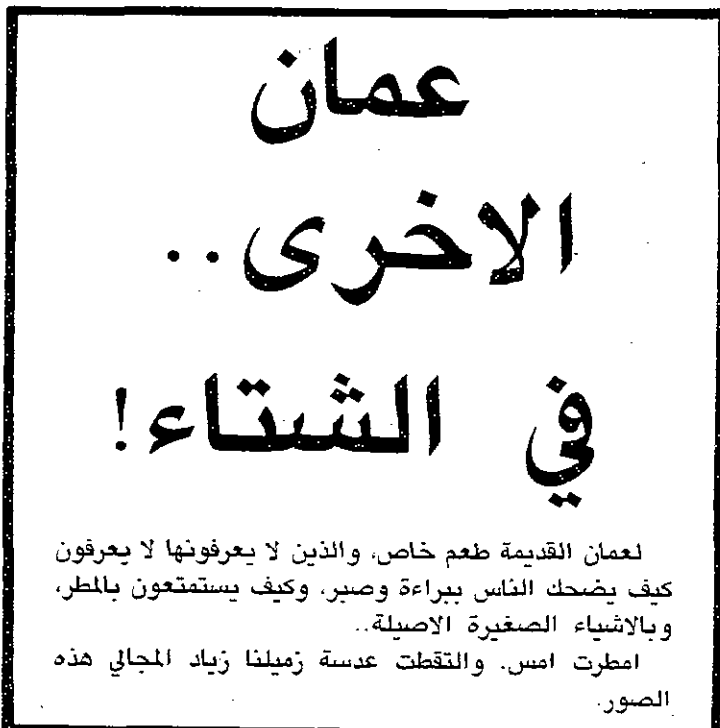 عمان
الاخرى..
في الشتاء!
لعمان القديمة طعم خاص، والذين لا يعرفونها لا يعرفون
كيف يضحك الناس ببراءة وصبر، وكيف يستمتعون بالمطر،
وبالاشياء الصغيرة الاصيلة..
امطرت امس. والتقطت عدسة زميلنا زياد المجالي هذه
الصور.